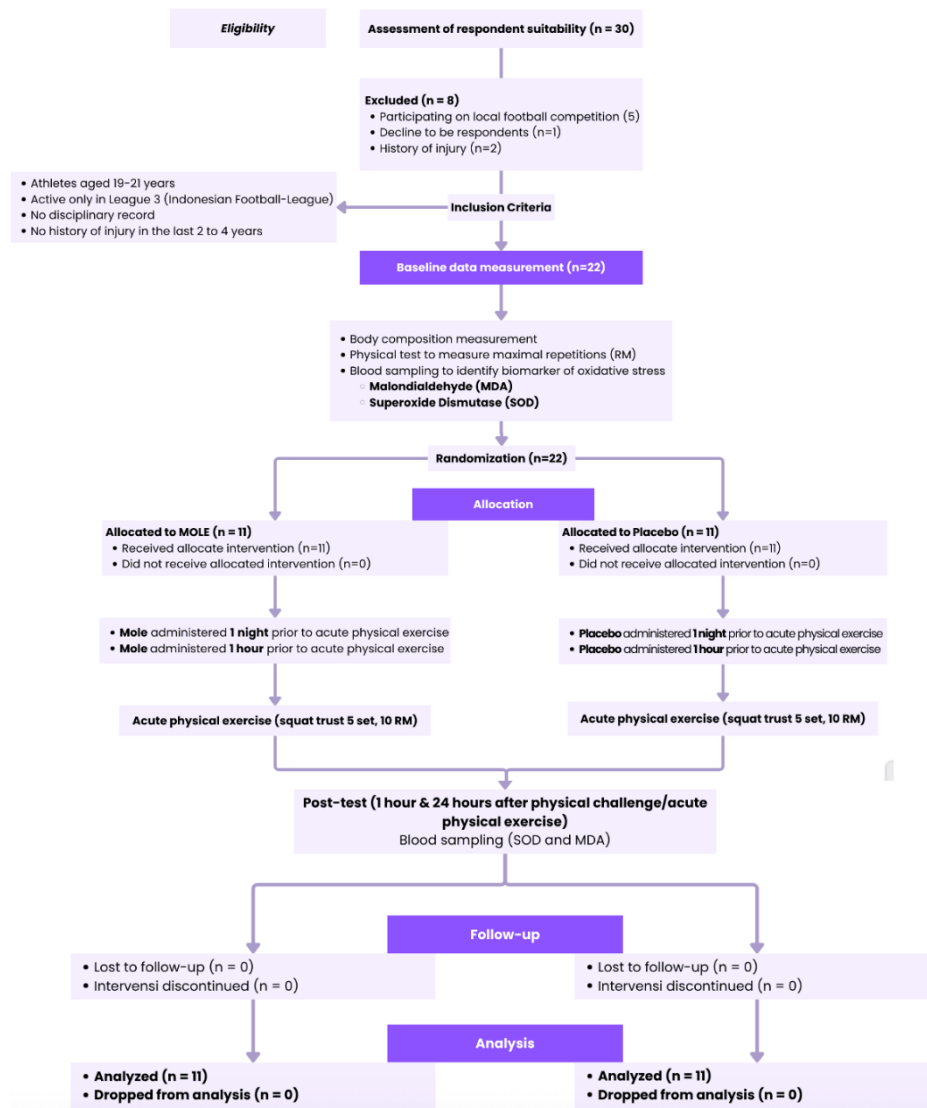 Eligibility
Assessment of respondent suitability (n = 30)
Excluded (n = 8)
• Participating on local football competition (5)
• Decline to be respondents (n=1)
• History of injury (n=2)
• Athletes aged 19-21 years
• Active only in League 3 (Indonesian Football-League)
• No disciplinary record
• No history of injury in the last 2 to 4 years
Inclusion Criteria
Baseline data measurement (n=22)
• Body composition measurement
• Physical test to measure maximal repetitions (RM)
• Blood sampling to identify biomarker of oxidative stress
○ Malondialdehyde (MDA)
○ Superoxide Dismutase (SOD)
Randomization (n=22)
Allocation
Allocated to MOLE (n = 11)
• Received allocate intervention (n=11)
• Did not receive allocated intervention (n=0)
Allocated to Placebo (n = 11)
• Received allocate intervention (n=11)
• Did not receive allocated intervention (n=0)
• Mole administered 1 night prior to acute physical exercise
• Mole administered 1 hour prior to acute physical exercise
• Placebo administered 1 night prior to acute physical exercise
• Placebo administered 1 hour prior to acute physical exercise
Acute physical exercise (squat trust 5 set, 10 RM)
Acute physical exercise (squat trust 5 set, 10 RM)
Post-test (1 hour & 24 hours after physical challenge/acute
physical exercise)
Blood sampling (SOD and MDA)
Follow-up
• Lost to follow-up (n = 0)
• Intervensi discontinued (n = 0)
• Lost to follow-up (n = 0)
• Intervensi discontinued (n = 0)
Analysis
• Analyzed (n = 11)
• Dropped from analysis (n = 0)
• Analyzed (n = 11)
• Dropped from analysis (n = 0)